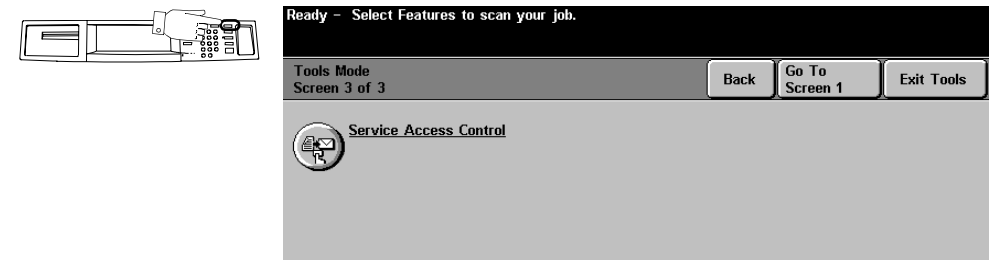 Ready -  Select Features to scan your job.
Tools Mode
Screen 3 of 3
Back
Go To
Screen 1
Exit Tools
Service Access Control